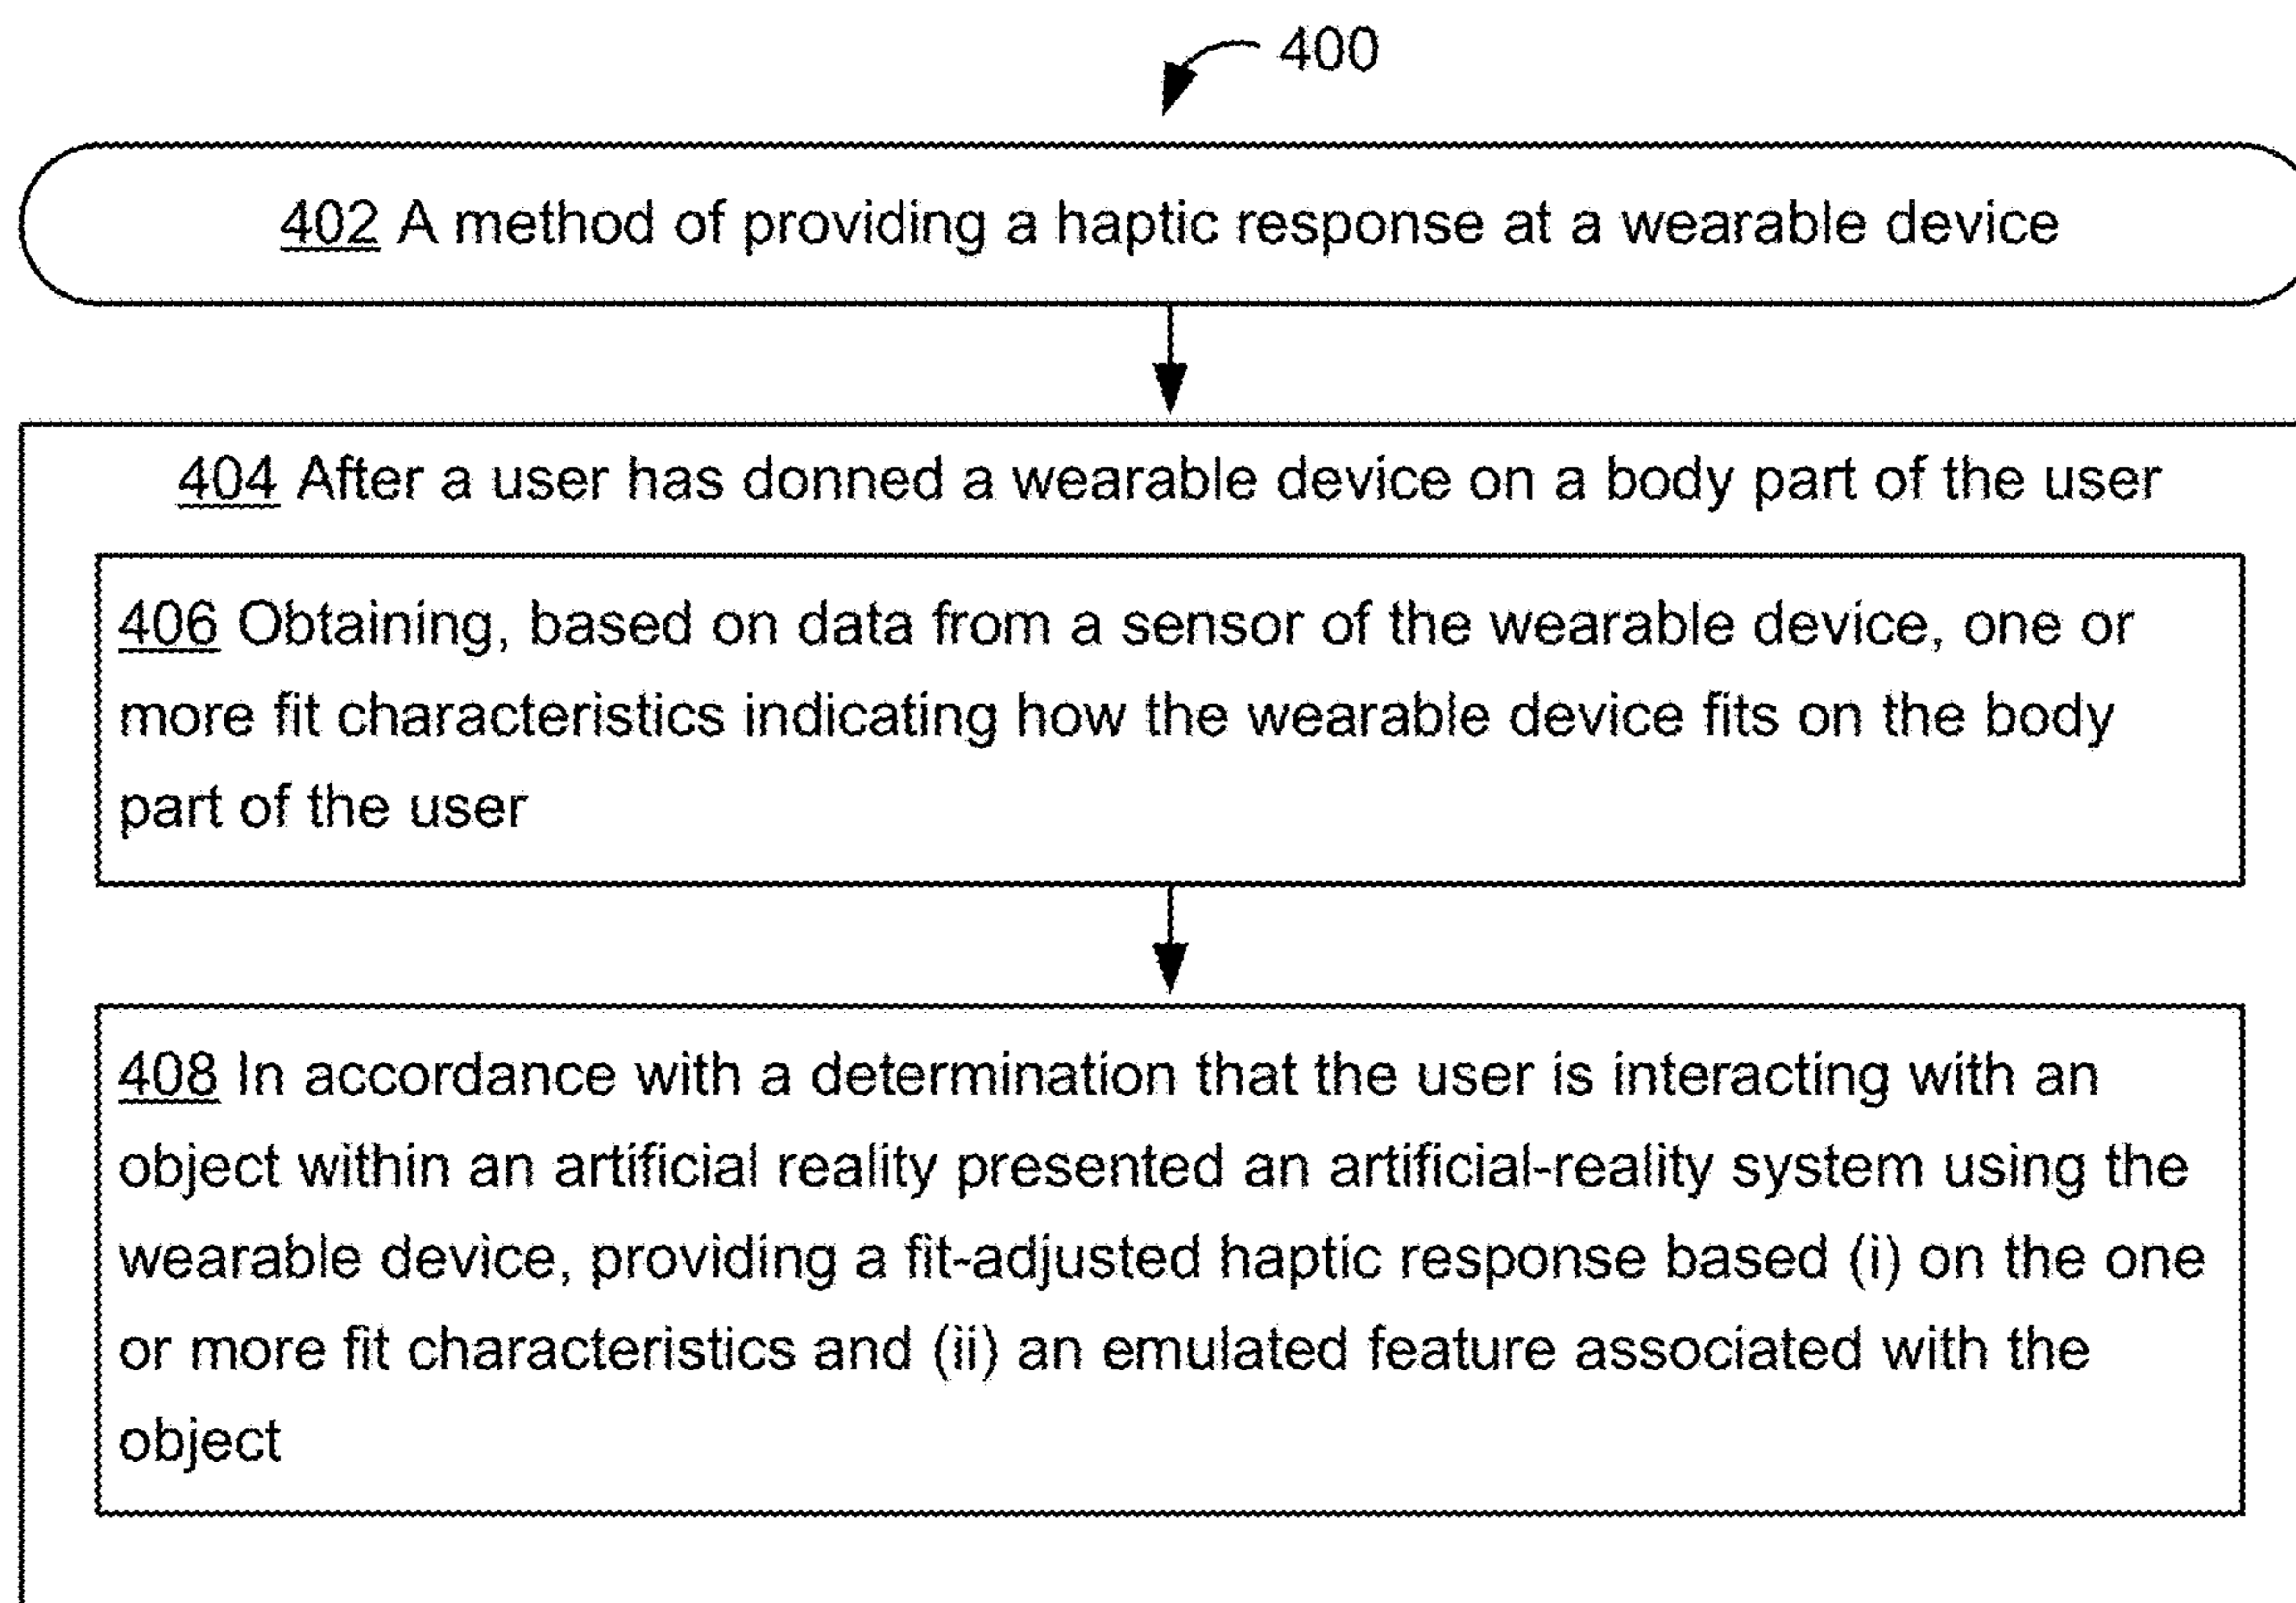 400
402 A method of providing a haptic response at a wearable device
404 After a user has donned a wearable device on a body part of the user
406 Obtaining, based on data from a sensor of the wearable device, one or
more fit characteristics indicating how the wearable device fits on the body
part of the user
408 In accordance with a determination that the user is interacting with an
object within an artificial reality presented an artificial-reality system using the
wearable device, providing a fit-adjusted haptic response based (i) on the one
or more fit characteristics and (ii) an emulated feature associated with the
object